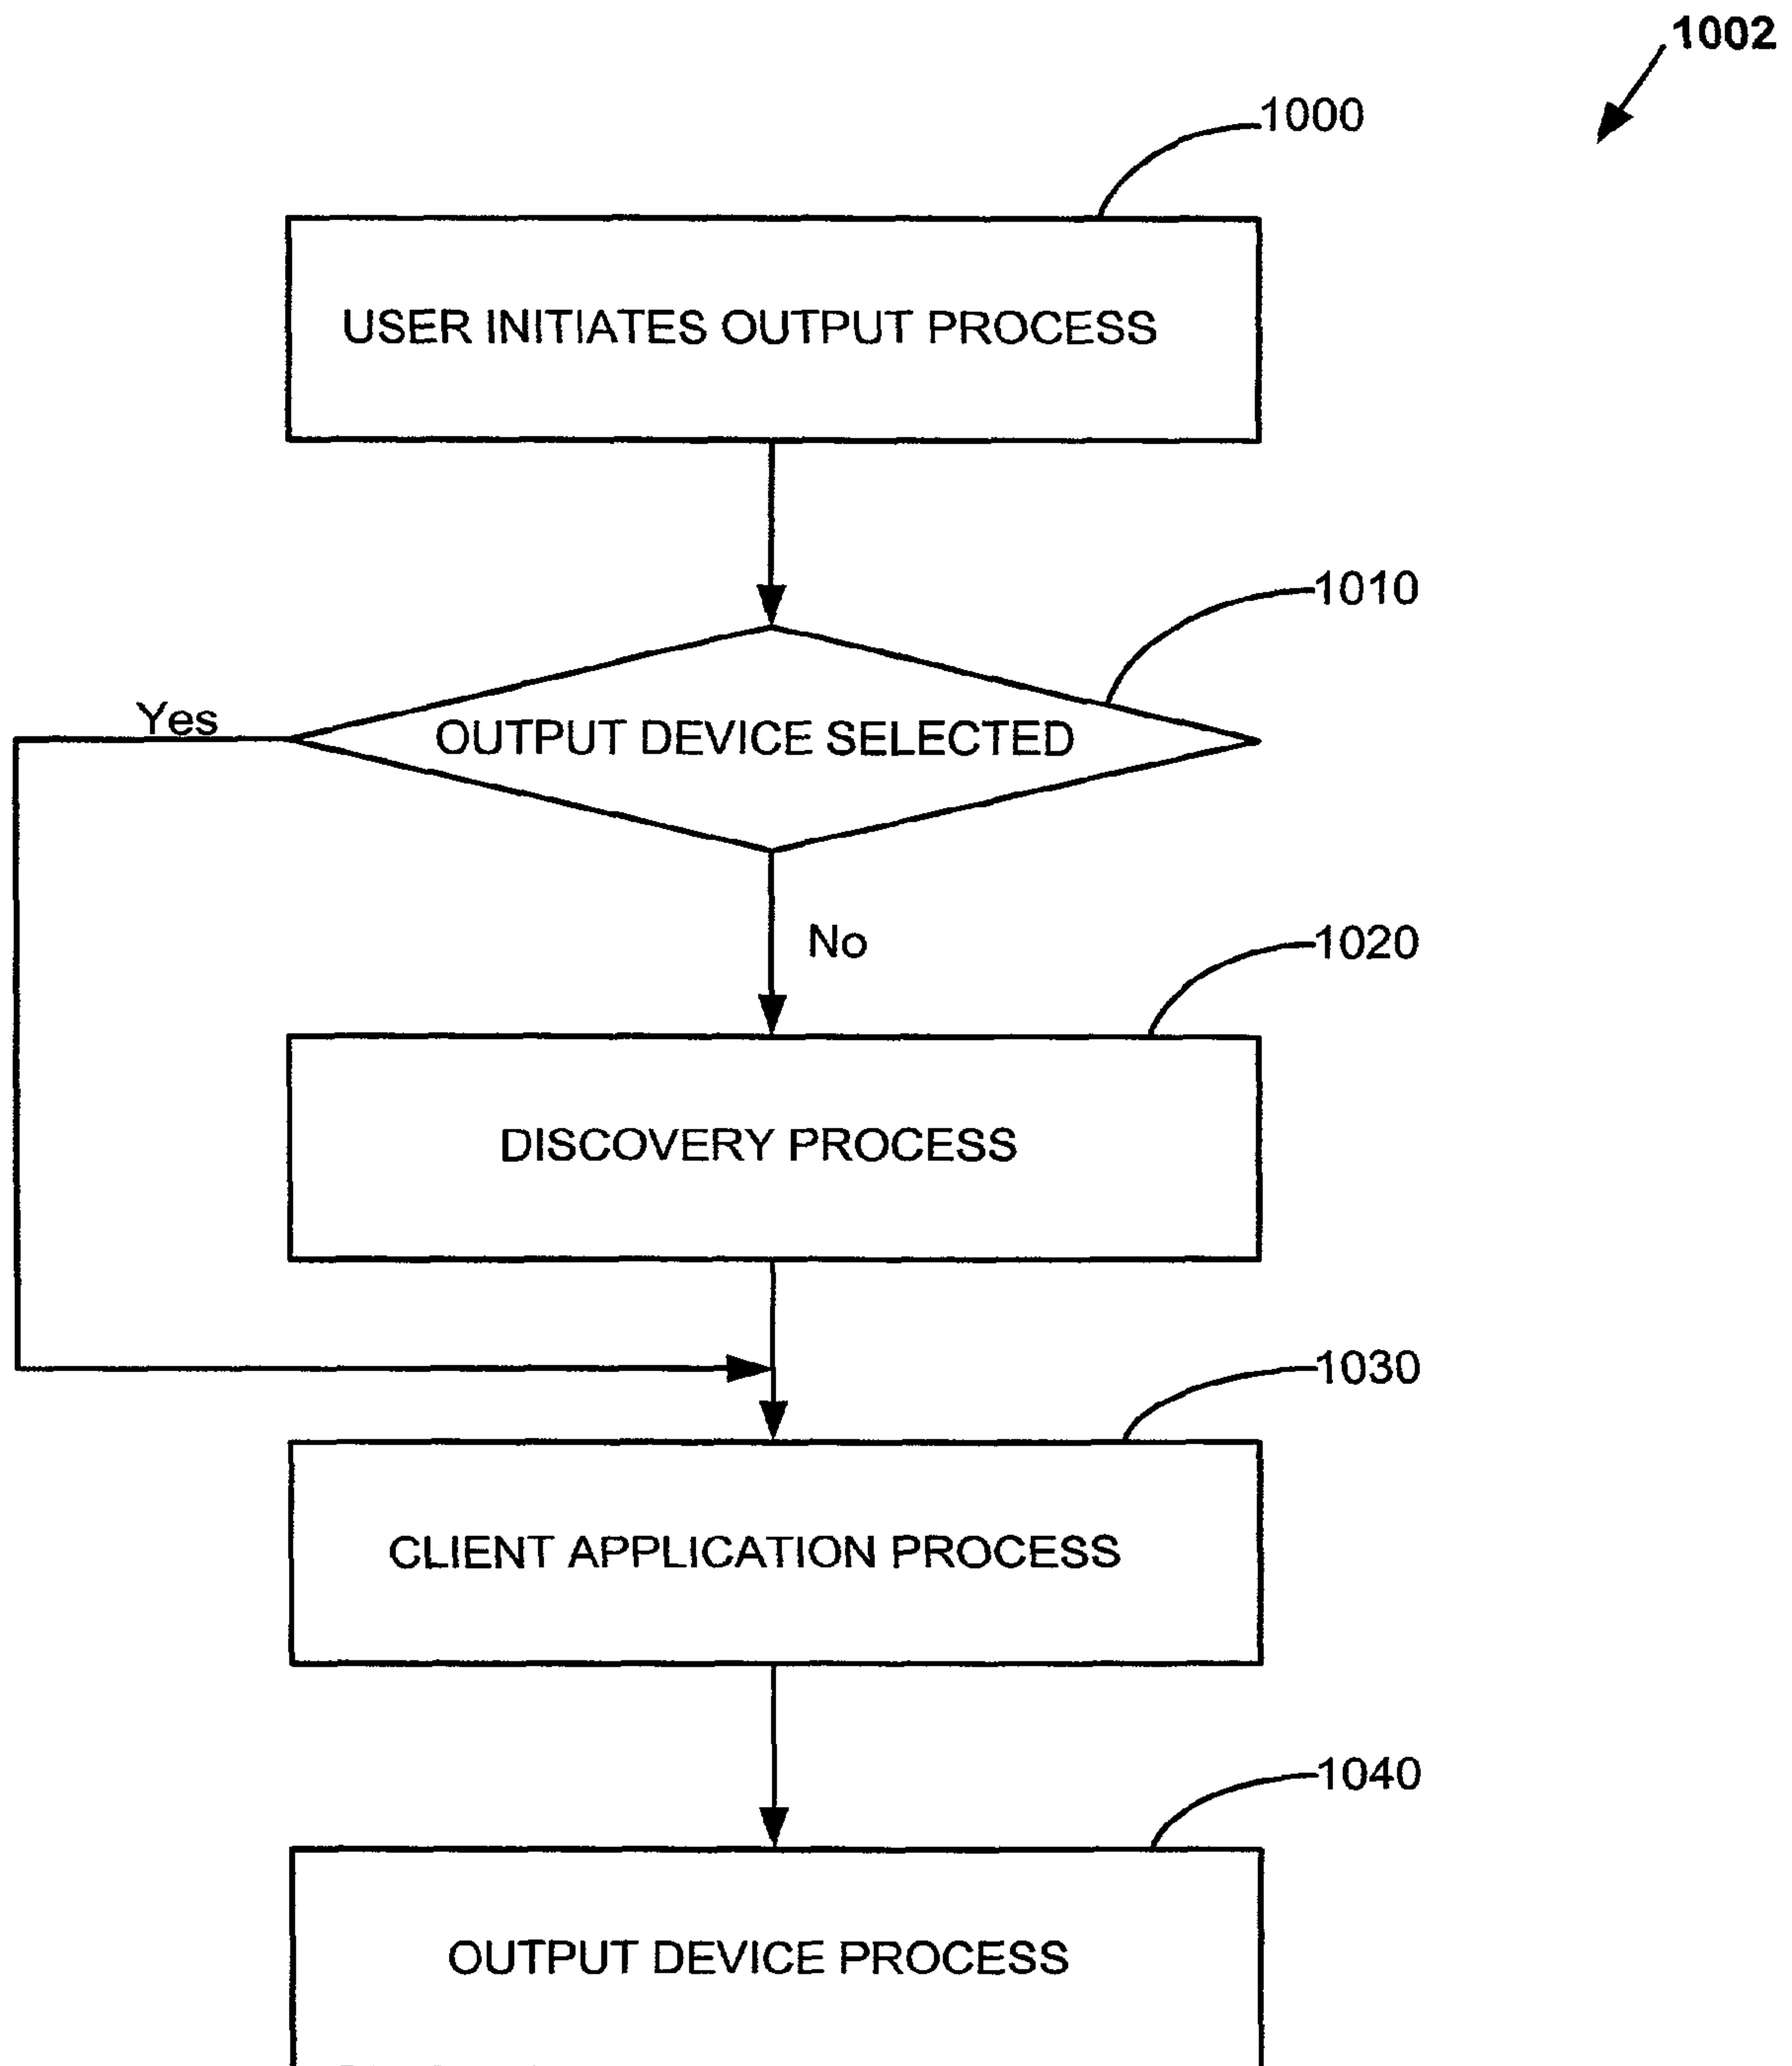 1002
1000
USER INITIATES OUTPUT PROCESS
1010
Yes
OUTPUT DEVICE SELECTED
No
1020
DISCOVERY PROCESS
1030
CLIENT APPLICATION PROCESS
1040
OUTPUT DEVICE PROCESS